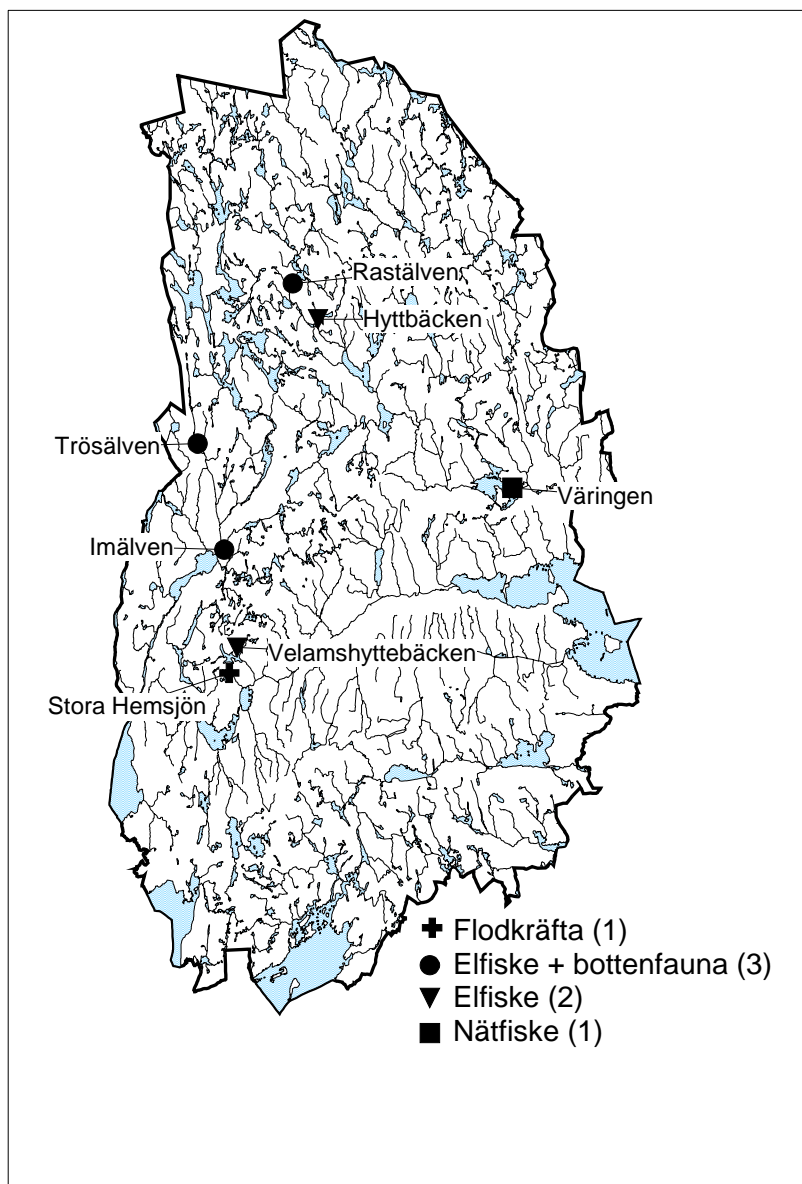 Rastälven
Hyttbäcken
Trösälven
Väringen
Imälven
Velamshyttebäcken
Stora Hemsjön
Flodkräfta (1)
Elfiske + bottenfauna (3)
Elfiske (2)
Nätfiske (1)